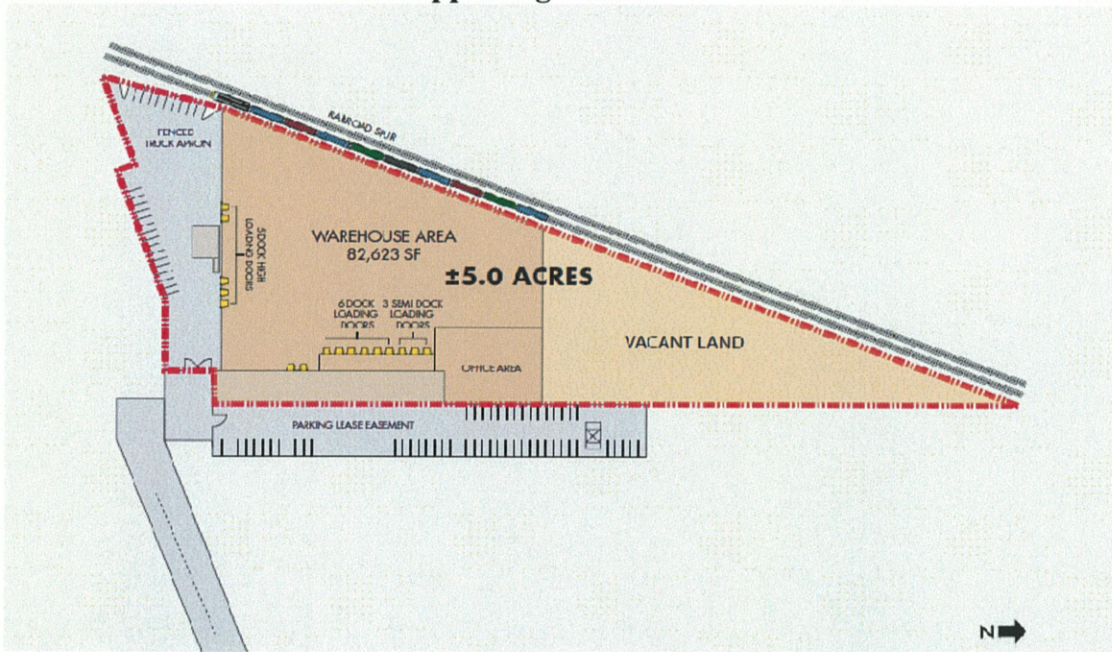 RAILROAD SPUR
FENCED
TRUCK APRON
WAREHOUSE AREA
82,623 SF
±5.0 ACRES
5 DOCK HIGH
LOADING DOORS
6 DOCK
LOADING
DOORS
3 SEMI DOCK
LOADING
DOORS
OFFICE AREA
VACANT LAND
PARKING LEASE EASEMENT
N